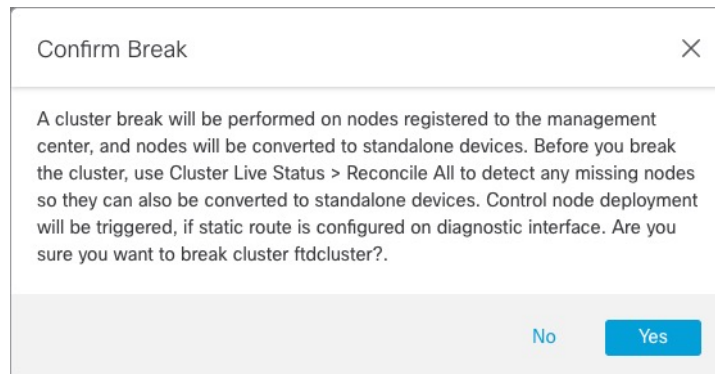 Confirm Break
A cluster break will be performed on nodes registered to the management
center, and nodes will be converted to standalone devices. Before you break
the cluster, use Cluster Live Status > Reconcile All to detect any missing nodes
so they can also be converted to standalone devices. Control node deployment
will be triggered, if static route is configured on diagnostic interface. Are you
sure you want to break cluster ftdcluster?.
No
Yes